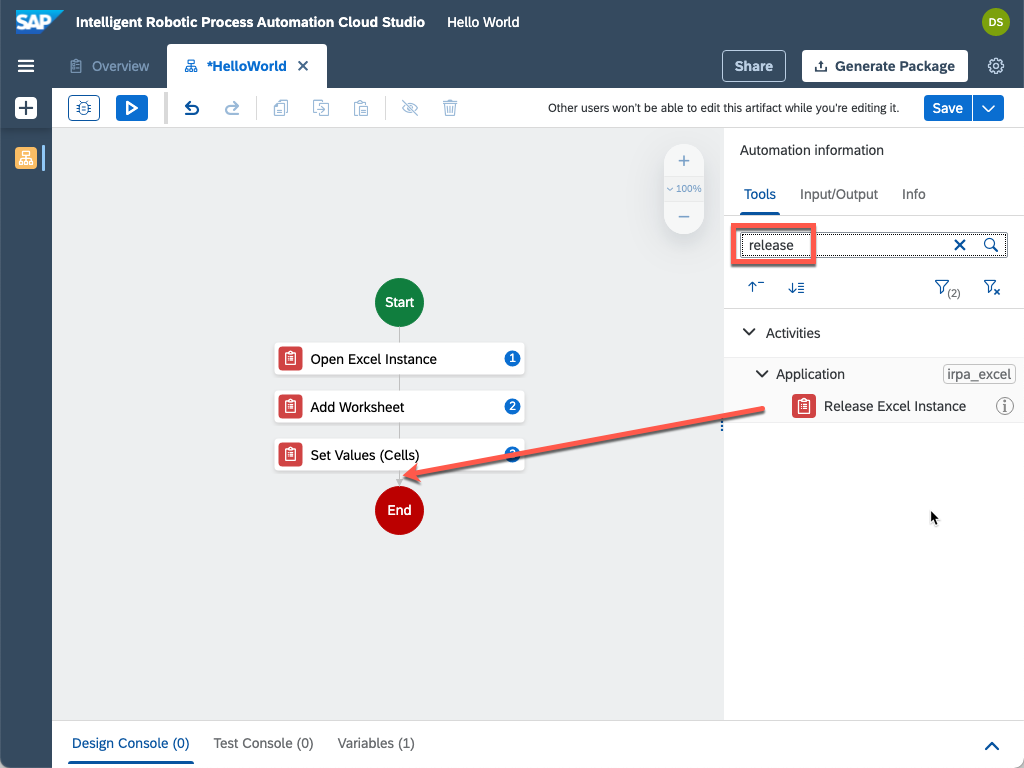 SAP Intelligent Robotic Process Automation Cloud Studio Hello World DS
Overview *HelloWorld Share Generate Package
Other users won't be able to edit this artifact while you're editing it. Save
Automation information
Tools Input/Output Info
100%
release
(2)
Activities
Application irpa_excel
Release Excel Instance
Start
Open Excel Instance 1
Add Worksheet 2
Set Values (Cells)
End
Design Console (0) Test Console (0) Variables (1)